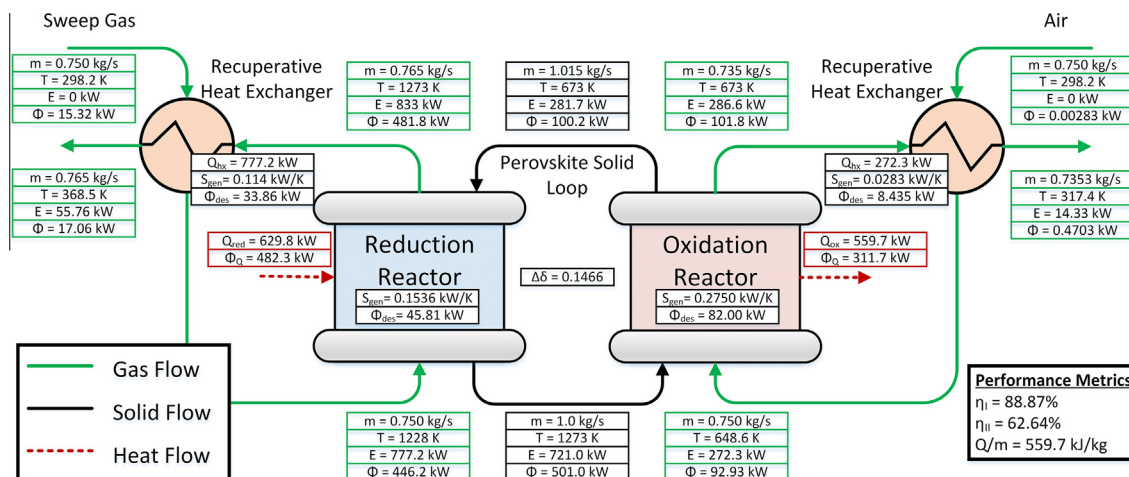 Sweep Gas
Air
m = 0.750 kg/s
T = 298.2 K
E = 0 kW
Φ = 15.32 kW
Recuperative
Heat Exchanger
m = 0.765 kg/s
T = 1273 K
E = 833 kW
Φ = 481.8 kW
m = 1.015 kg/s
T = 673 K
E = 281.7 kW
Φ = 100.2 kW
m = 0.735 kg/s
T = 673 K
E = 286.6 kW
Φ = 101.8 kW
Recuperative
Heat Exchanger
m = 0.750 kg/s
T = 298.2 K
E = 0 kW
Φ = 0.00283 kW
m = 0.765 kg/s
T = 368.5 K
E = 55.76 kW
Φ = 17.06 kW
Qhx = 777.2 kW
Sgen = 0.114 kW/K
Φdes = 33.86 kW
Perovskite Solid
Loop
Qhx = 272.3 kW
Sgen = 0.0283 kW/K
Φdes = 8.435 kW
m = 0.7353 kg/s
T = 317.4 K
E = 14.33 kW
Φ = 0.4703 kW
Qred = 629.8 kW
ΦQ = 482.3 kW
Reduction
Reactor
Sgen= 0.1536 kW/K
Φdes = 45.81 kW
Δδ = 0.1466
Oxidation
Reactor
Sgen= 0.2750 kW/K
Φdes = 82.00 kW
Qox = 559.7 kW
ΦQ = 311.7 kW
Gas Flow
Solid Flow
Heat Flow
m = 0.750 kg/s
T = 1228 K
E = 777.2 kW
Φ = 446.2 kW
m = 1.0 kg/s
T = 1273 K
E = 721.0 kW
Φ = 501.0 kW
m = 0.750 kg/s
T = 648.6 K
E = 272.3 kW
Φ = 92.93 kW
Performance Metrics
ηI = 88.87%
ηII = 62.64%
Q/m = 559.7 kJ/kg